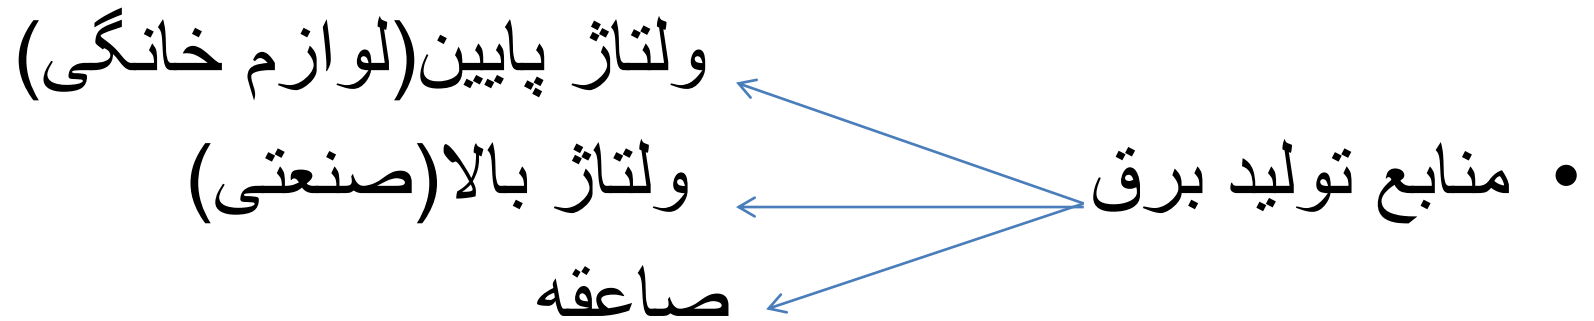 ولتاژ پایین(لوازم خانگی)
• منابع تولید برق ولتاژ بالا(صنعتی)
صاعقه